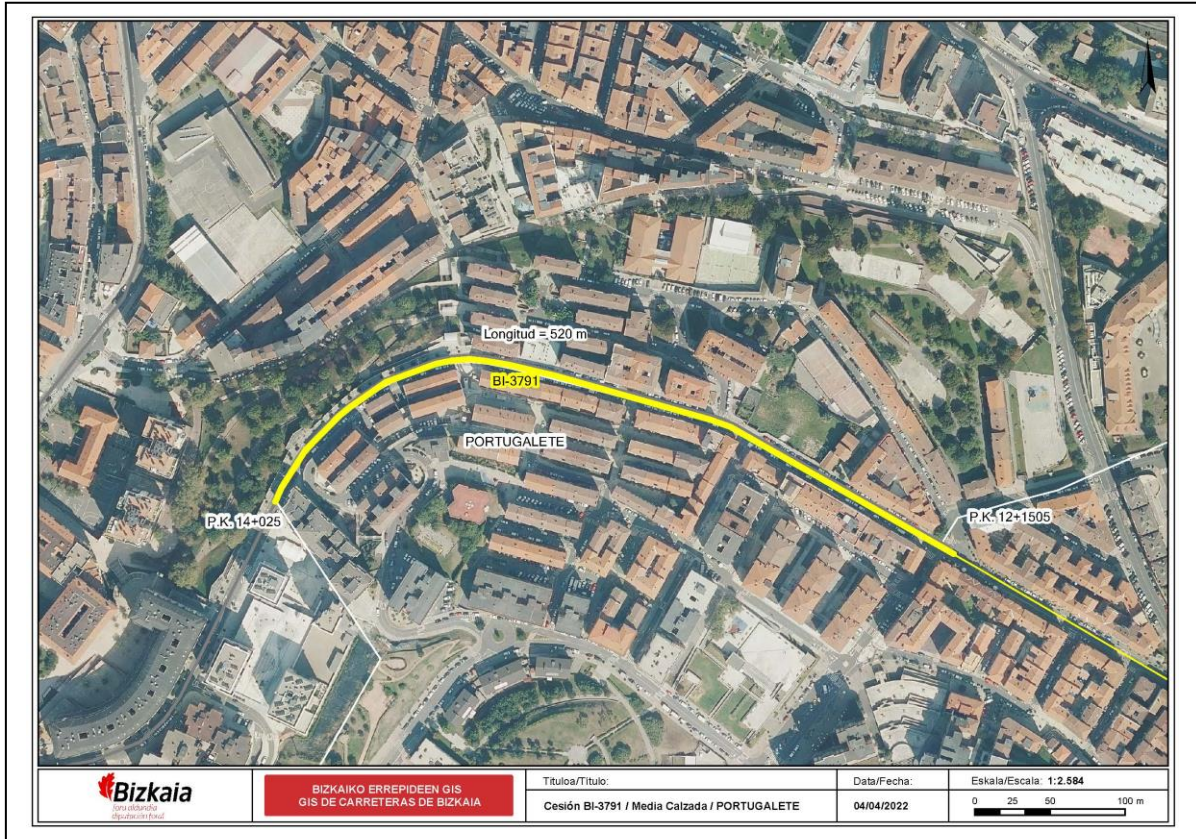 Longitud = 520 m
BI-3791
PORTUGALETE
P.K. 14+025
P.K. 12+1505
Bizkaia
foru aldundia
diputación foral
BIZKAIKO ERREPIDEEN GIS
GIS DE CARRETERAS DE BIZKAIA
Tituloa/Título:
Cesión BI-3791 / Media Calzada / PORTUGALETE
Data/Fecha:
04/04/2022
Eskala/Escala: 1:2.584
0 25 50 100 m